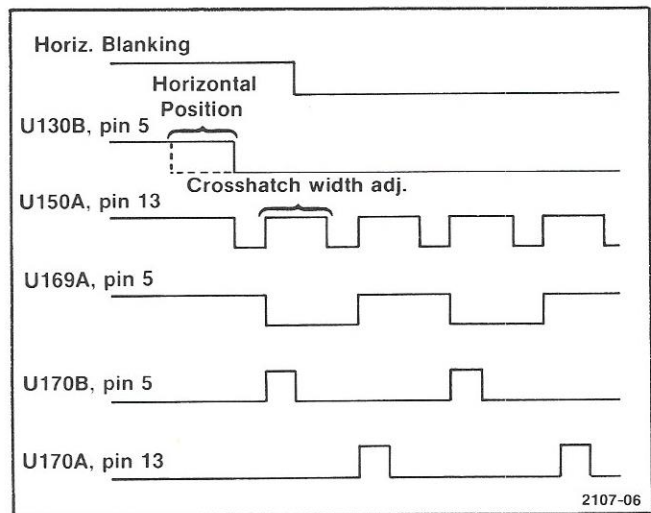 Horiz. Blanking
Horizontal
Position
U130B, pin 5
Crosshatch width adj.
U150A, pin 13
U169A, pin 5
U170B, pin 5
U170A, pin 13
2107-06